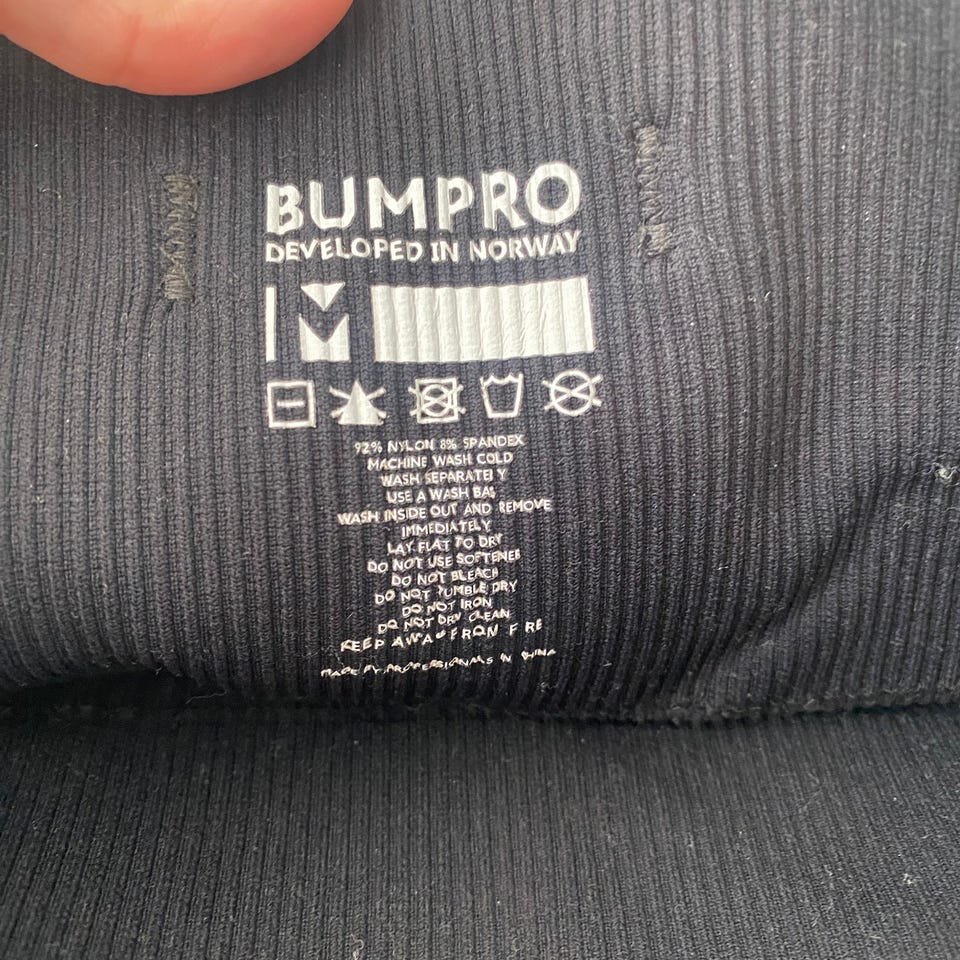 BUMPRO
DEVELOPED IN NORWAY
M
92% NYLON 8% SPANDEX
MACHINE WASH COLD
WASH SEPARATELY
USE A WASH BAG
WASH INSIDE OUT AND REMOVE
IMMEDIATELY
LAY FLAT TO DRY
DO NOT USE SOFTENER
DO NOT BLEACH
DO NOT TUMBLE DRY
DO NOT IRON
DO NOT DRY CLEAN
KEEP AWAY FROM FIRE
MADE BY PROFESSIONALS IN CHINA